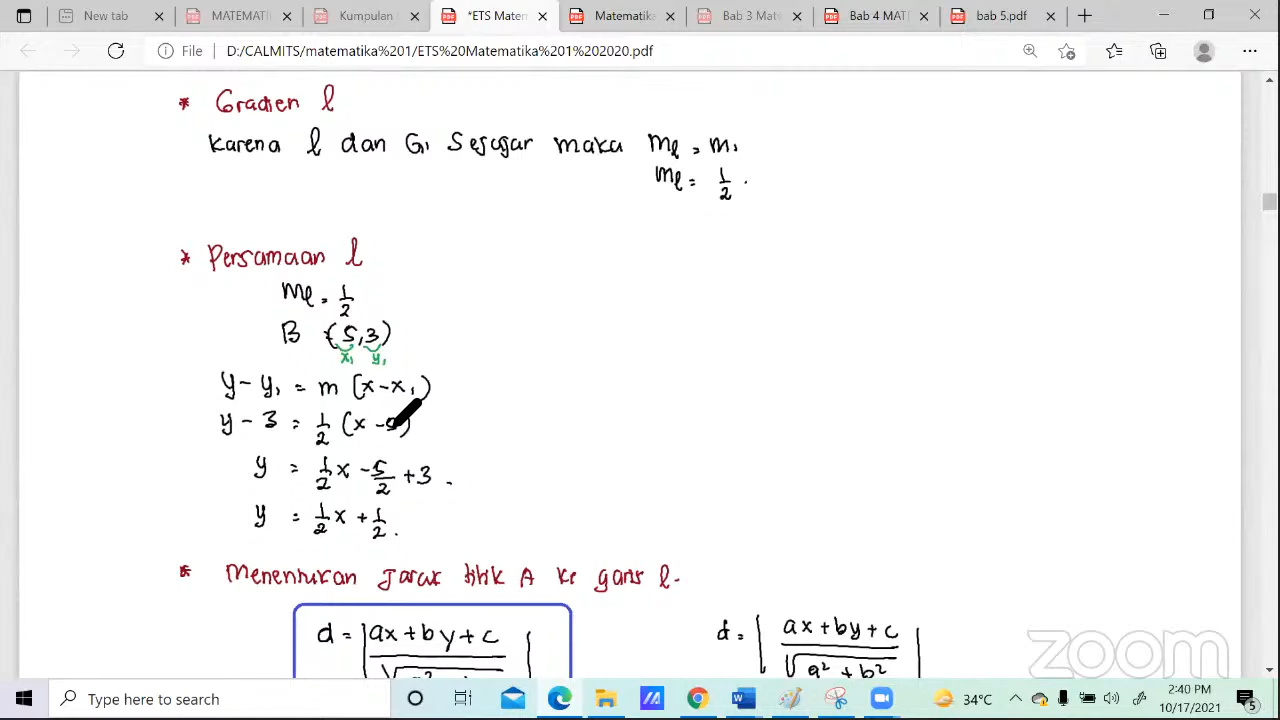 New tab
MATEMATI
Kumpulan
*ETS Matem
Matematika
Bab 3 Mat
Bab 4 MAT
bab 5.pdf
File D:/CALMITS/matematika%201/ETS%20Matematika%201%202020.pdf
* Gradien l
Karena l dan G₁ Sejajar maka mₗ = m₁
mₗ = 1/2 .
* Persamaan l
mₗ = 1/2
B (5,3)
x₁ y₁
y - y₁ = m (x - x₁)
y - 3 = 1/2 (x - 5)
y = 1/2 x - 5/2 + 3 .
y = 1/2 x + 1/2 .
* Menentukan Jarak titik A ke garis l.
d = |ax + by + c
d = | ax + by + c / √a² + b² |
zoom
Type here to search
34°C
2:40 PM
10/17/2021
5